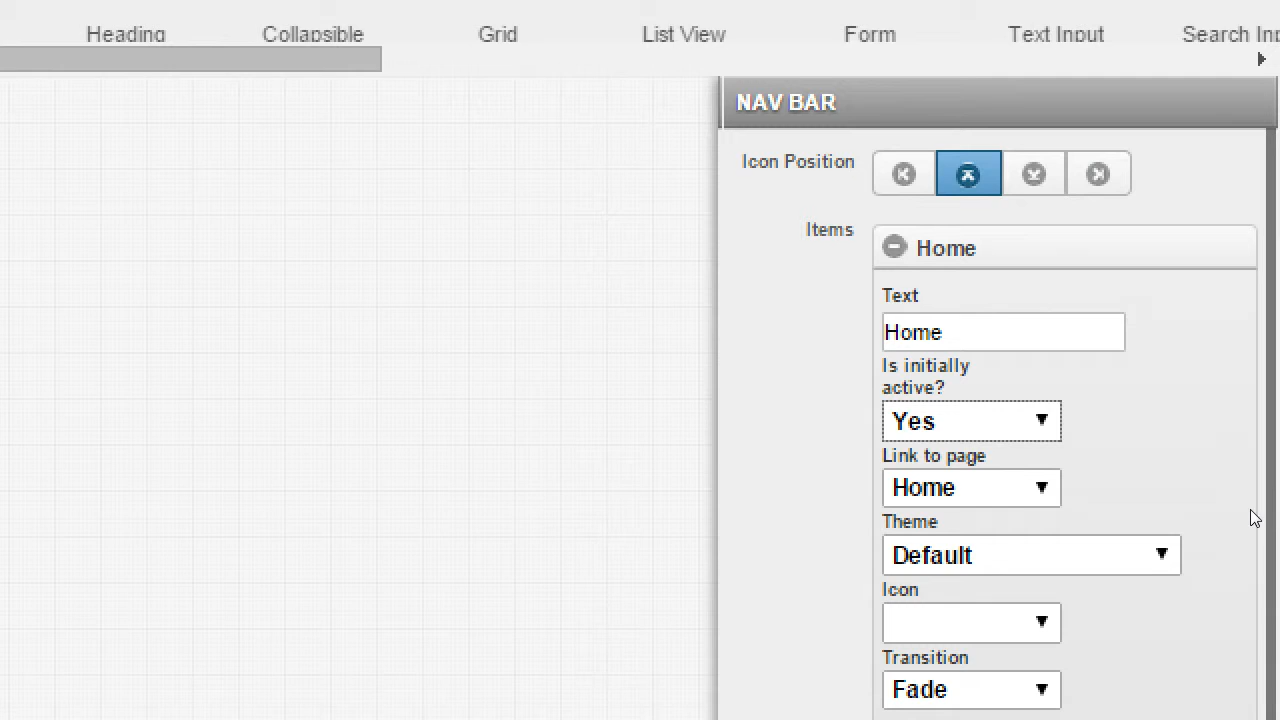 Heading Collapsible Grid List View Form Text Input Search
NAV BAR
Icon Position
Items
Home
Text
Home
Is initially
active?
Yes
Link to page
Home
Theme
Default
Icon
Transition
Fade